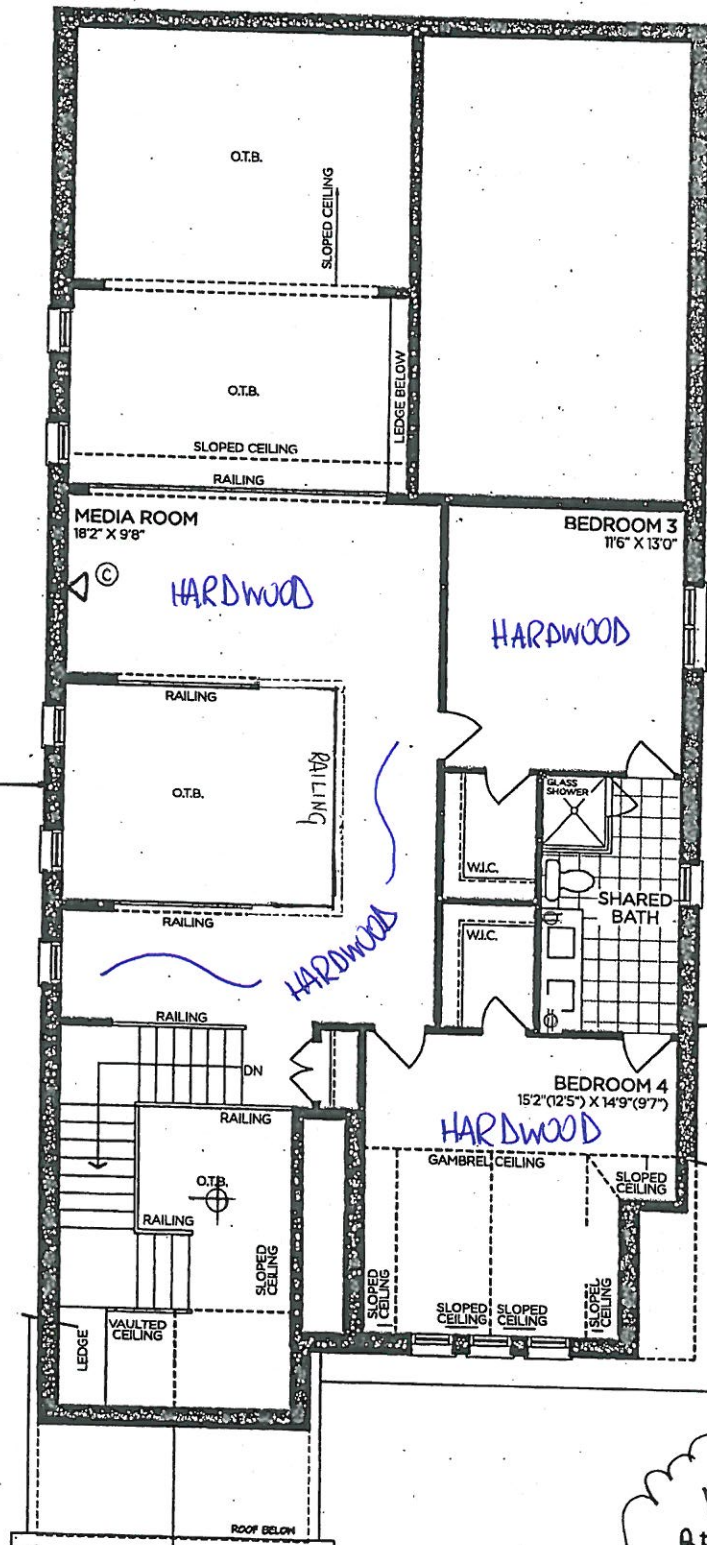 O.T.B.
SLOPED CEILING
O.T.B.
LEDGE BELOW
SLOPED CEILING
RAILING
MEDIA ROOM
18'2" X 9'8"
BEDROOM 3
11'6" X 13'0"
C
HARDWOOD
HARDWOOD
RAILING
RAILING
O.T.B.
GLASS
SHOWER
W.I.C.
SHARED
BATH
RAILING
W.I.C.
HARDWOOD
RAILING
DN
BEDROOM 4
15'2"(12'5") X 14'9"(9'7")
RAILING
HARDWOOD
GAMBREL CEILING
O.T.B.
SLOPED
CEILING
RAILING
SLOPED
CEILING
VAULTED
CEILING
LEDGE
SLOPED
CEILING
SLOPED
CEILING
SLOPED
CEILING
SLOPED
CEILING
ROOF BELOW